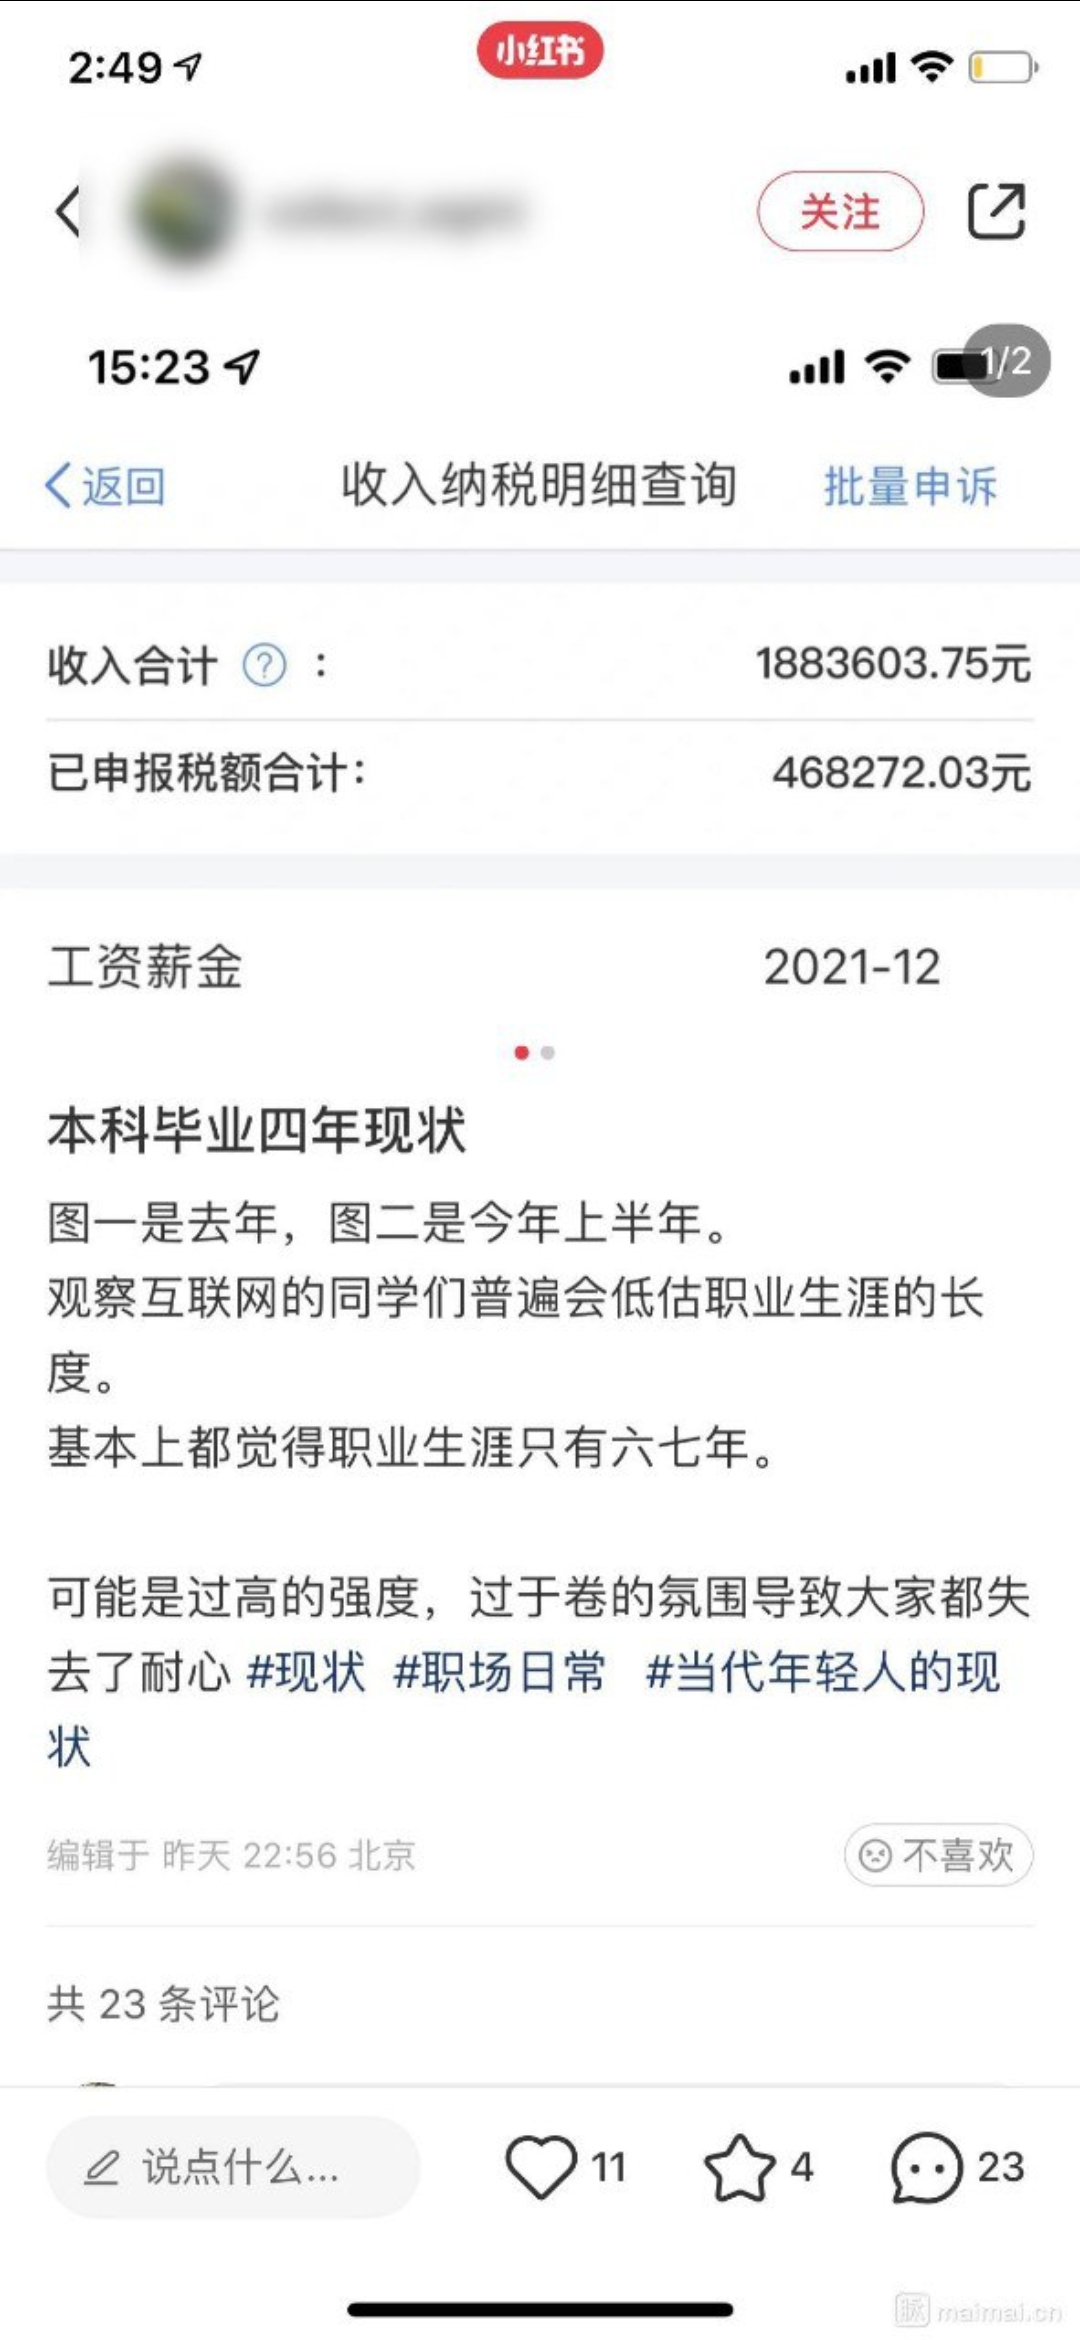 2:49
小红书
关注
15:23
1/2
返回 收入纳税明细查询 批量申诉
收入合计 ? : 1883603.75元
已申报税额合计: 468272.03元
工资薪金 2021-12
本科毕业四年现状
图一是去年，图二是今年上半年。
观察互联网的同学们普遍会低估职业生涯的长
度。
基本上都觉得职业生涯只有六七年。
可能是过高的强度，过于卷的氛围导致大家都失
去了耐心 #现状 #职场日常 #当代年轻人的现
状
编辑于 昨天 22:56 北京 不喜欢
共 23 条评论
说点什么... 11 4 23
脉 maimai.cn